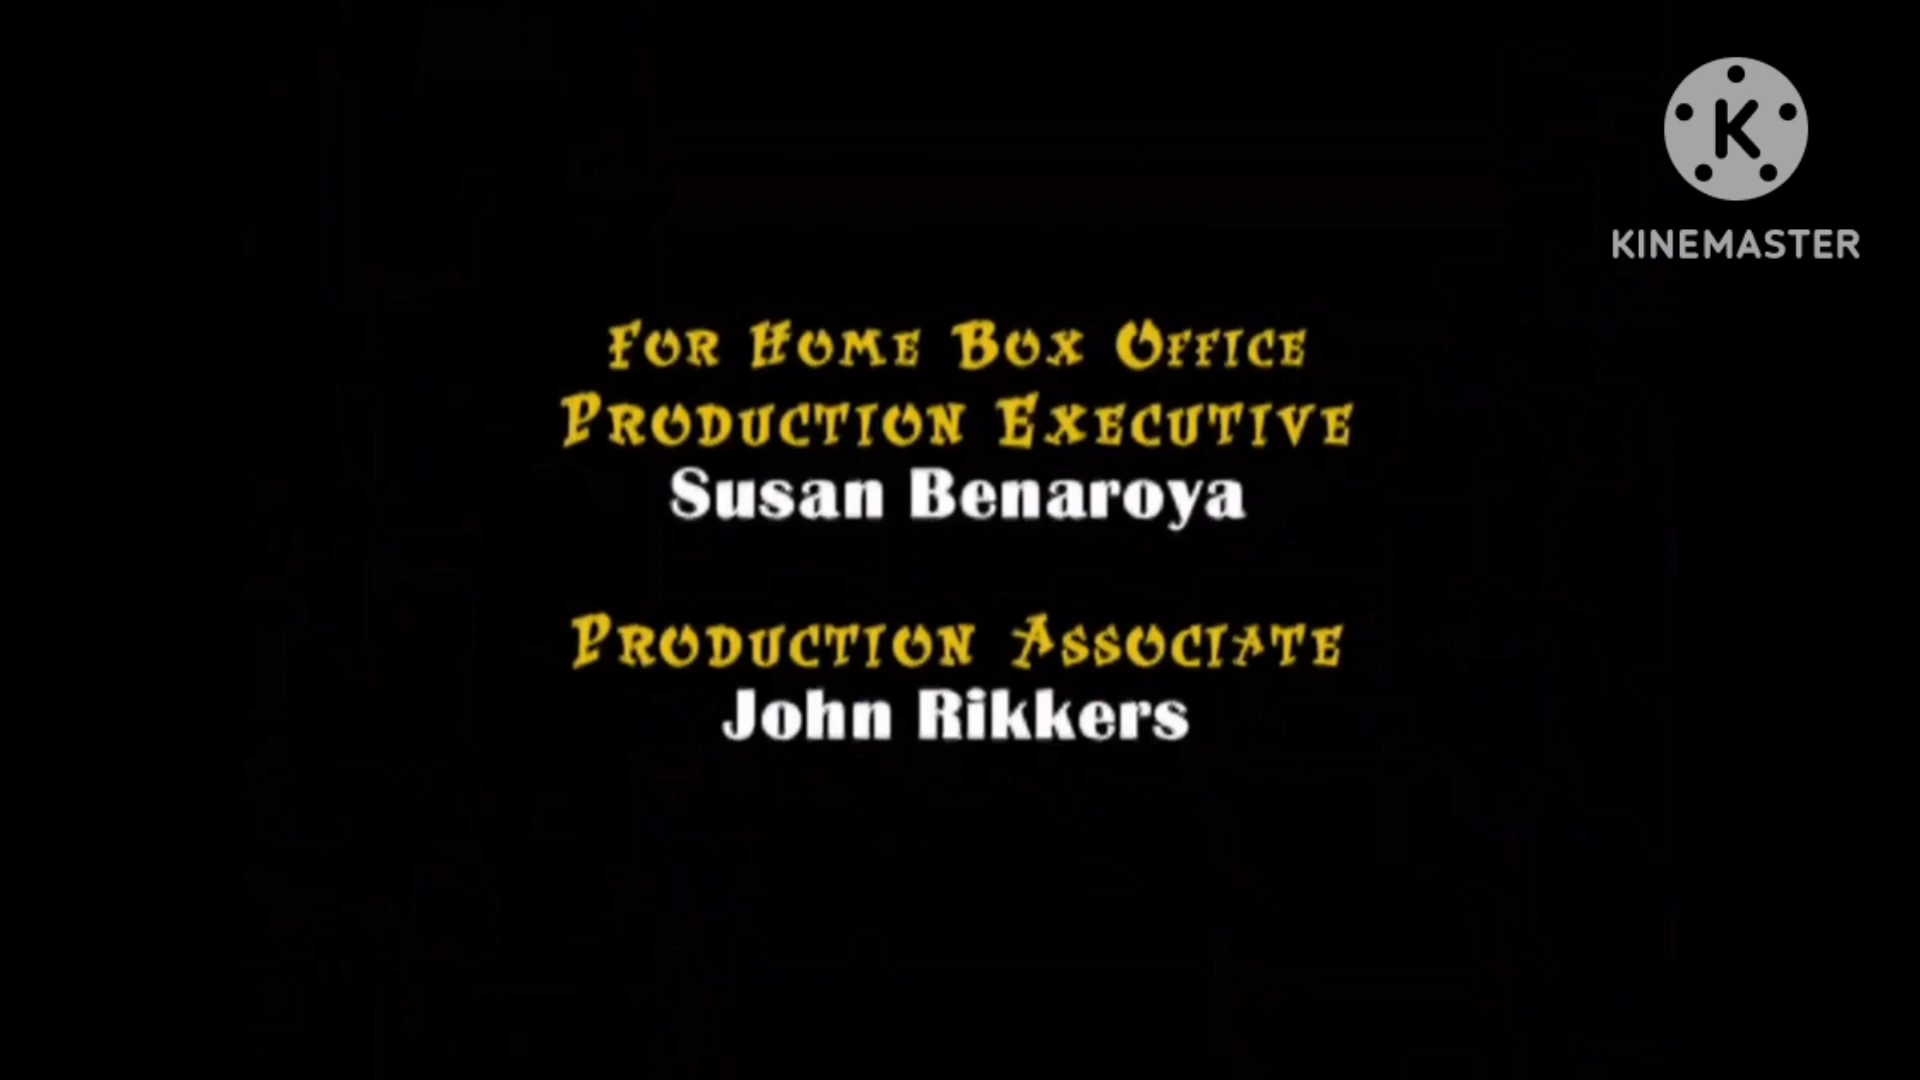 K
KINEMASTER
For Home Box Office
Production Executive
Susan Benaroya
Production Associate
John Rikkers